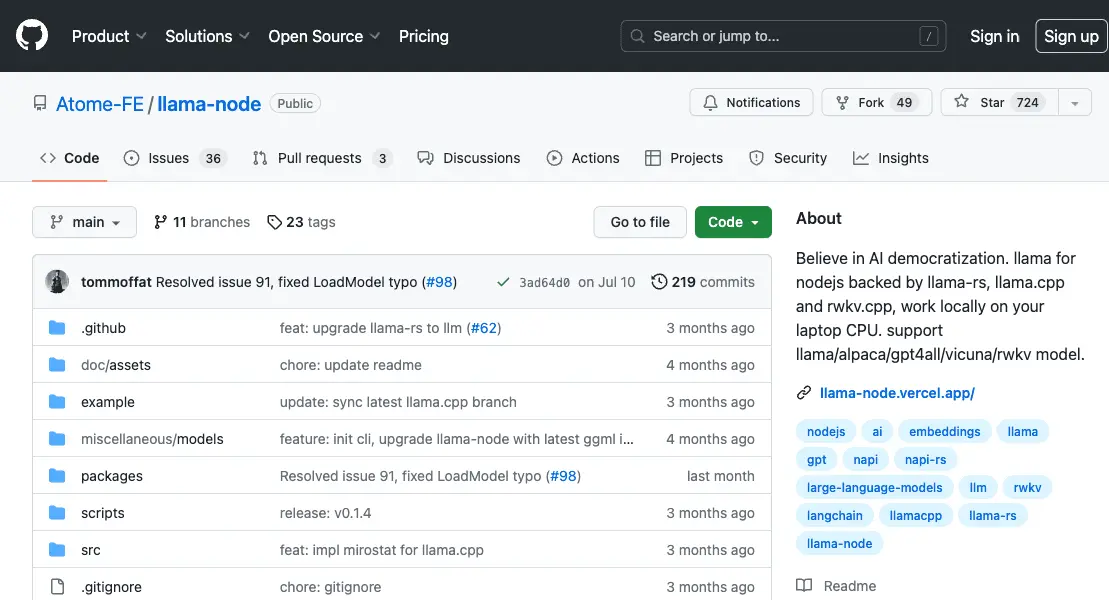 Product Solutions Open Source Pricing Search or jump to... / Sign in Sign up
Atome-FE / llama-node Public Notifications Fork 49 Star 724
Code Issues 36 Pull requests 3 Discussions Actions Projects Security Insights
main 11 branches 23 tags Go to file Code
tommoffat Resolved issue 91, fixed LoadModel typo (#98) 3ad64d0 on Jul 10 219 commits
.github feat: upgrade llama-rs to llm (#62) 3 months ago
doc/assets chore: update readme 4 months ago
example update: sync latest llama.cpp branch 3 months ago
miscellaneous/models feature: init cli, upgrade llama-node with latest ggml i... 4 months ago
packages Resolved issue 91, fixed LoadModel typo (#98) last month
scripts release: v0.1.4 3 months ago
src feat: impl mirostat for llama.cpp 3 months ago
.gitignore chore: gitignore 3 months ago
About
Believe in AI democratization. llama for
nodejs backed by llama-rs, llama.cpp
and rwkv.cpp, work locally on your
laptop CPU. support
llama/alpaca/gpt4all/vicuna/rwkv model.
llama-node.vercel.app/
nodejs ai embeddings llama
gpt napi napi-rs
large-language-models llm rwkv
langchain llamacpp llama-rs
llama-node
Readme